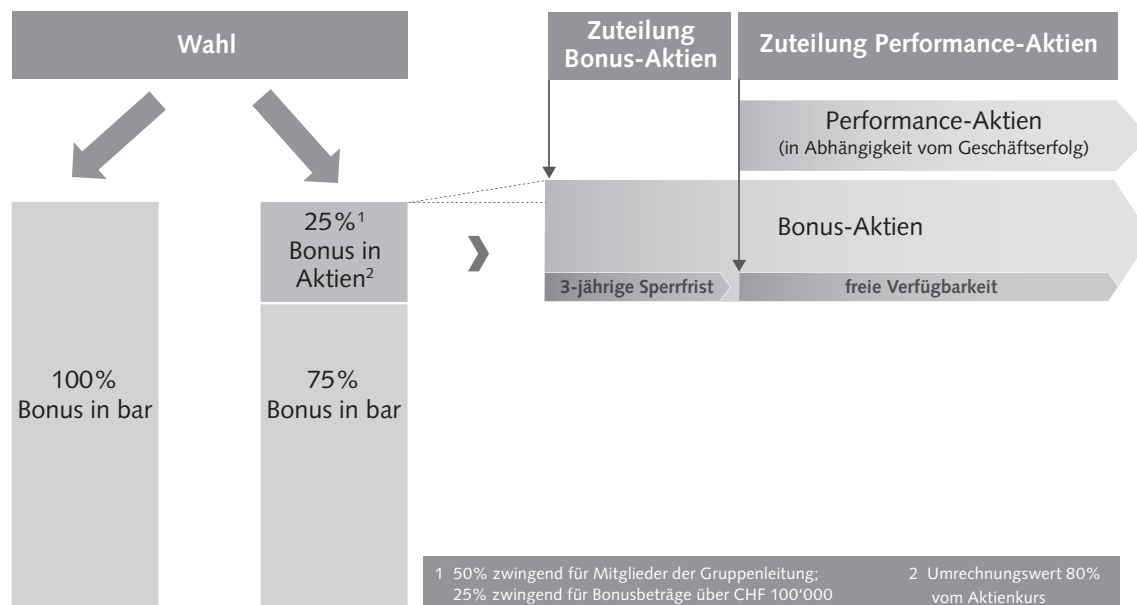 Wahl
Zuteilung
Bonus-Aktien
Zuteilung Performance-Aktien
Performance-Aktien
(in Abhängigkeit vom Geschäftserfolg)
25%1
Bonus in
Aktien2
Bonus-Aktien
3-jährige Sperrfrist
freie Verfügbarkeit
100%
Bonus in bar
75%
Bonus in bar
1 50% zwingend für Mitglieder der Gruppenleitung;
25% zwingend für Bonusbeträge über CHF 100'000
2 Umrechnungswert 80%
vom Aktienkurs